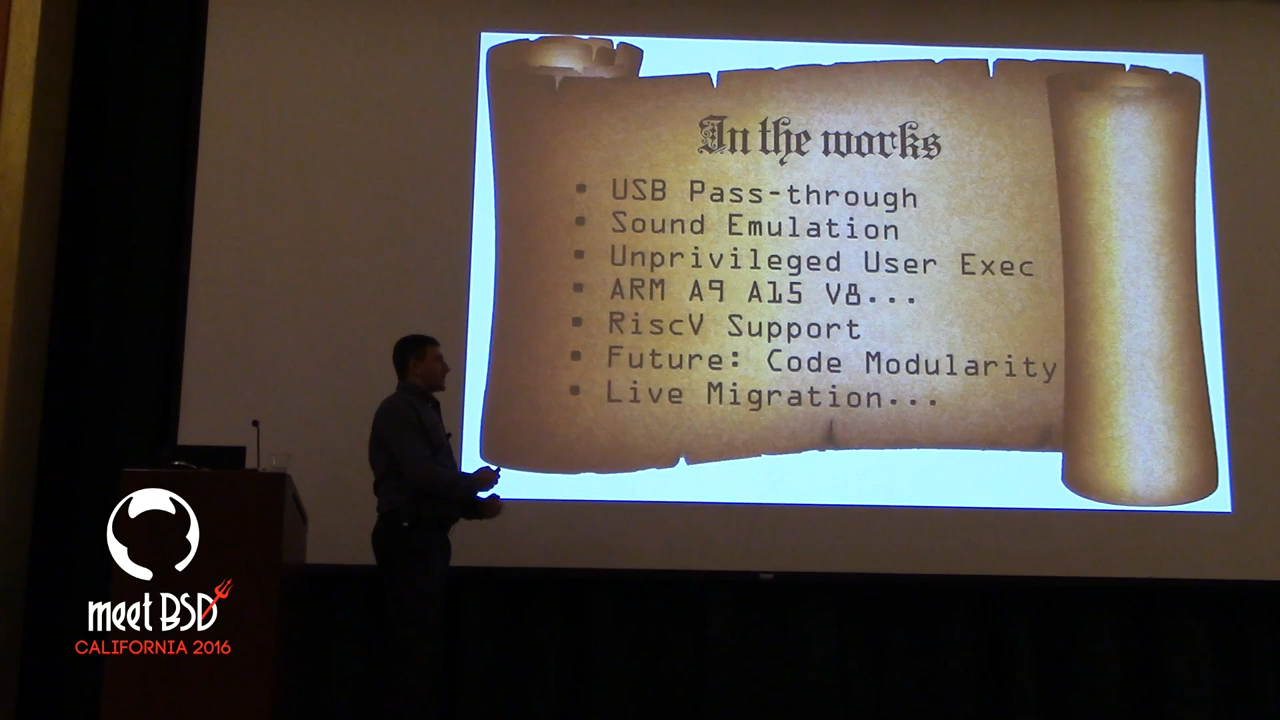 In the works
▪ USB Pass-through
▪ Sound Emulation
▪ Unprivileged User Exec
▪ ARM A9 A15 V8...
▪ RiscV Support
▪ Future: Code Modularity
▪ Live Migration...
meet BSD
CALIFORNIA 2016